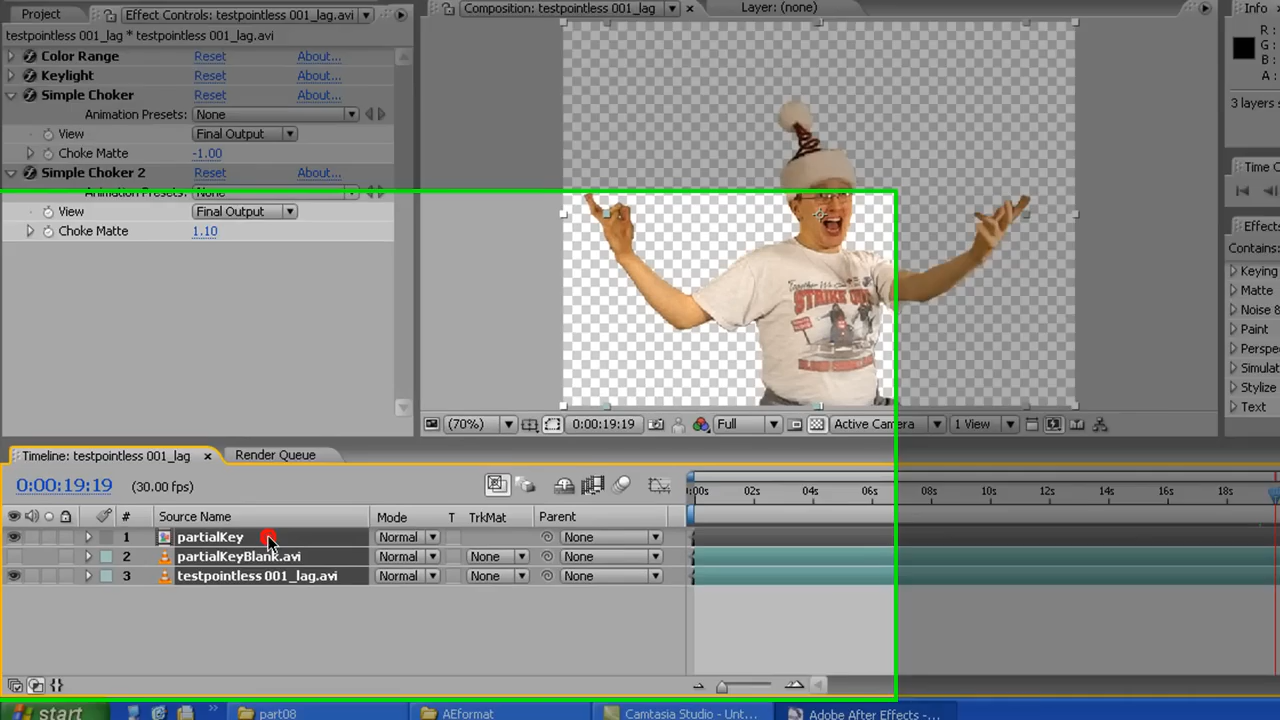 Project
Effect Controls: testpointless 001_lag.avi
Composition: testpointless 001_lag
Layer: (none)
Info
testpointless 001_lag * testpointless 001_lag.avi
R :
G :
B :
A :
Color Range Reset About...
Keylight Reset About...
Simple Choker Reset About...
Animation Presets: None
View Final Output
Choke Matte -1.00
Simple Choker 2 Reset About...
Animation Presets: None
View Final Output
Choke Matte 1.10
3 layers s
Time C
Effects
Contains:
Keying
Matte
Noise &
Paint
Perspe
Simulat
Stylize
Text
STRIKE OUT
(70%) 0:00:19:19 Full Active Camera 1 View
Timeline: testpointless 001_lag × Render Queue
0:00:19:19 (30.00 fps)
:00s 02s 04s 06s 08s 10s 12s 14s 16s 18s
# Source Name Mode T TrkMat Parent
1 partialKey Normal None
2 partialKeyBlank.avi Normal None None
3 testpointless 001_lag.avi Normal None None
start part08 AEformat Camtasia Studio - Unt... Adobe After Effects -...